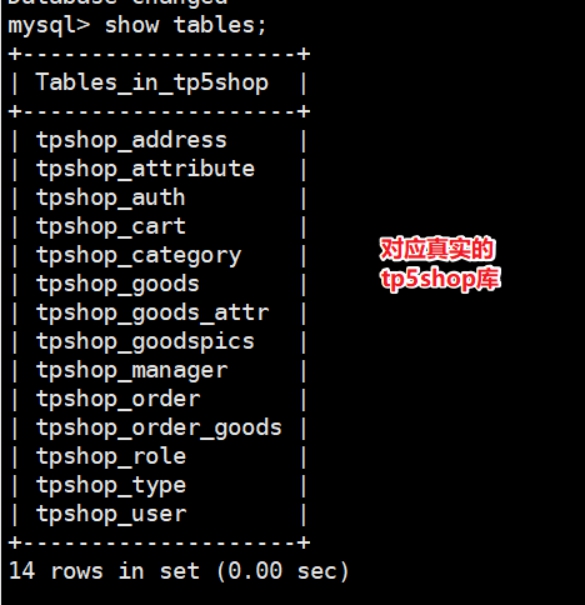 Database changed
mysql> show tables;
+--------------------+
| Tables_in_tp5shop  |
+--------------------+
| tpshop_address     |
| tpshop_attribute   |
| tpshop_auth        |
| tpshop_cart        |
| tpshop_category    |
| tpshop_goods       |
| tpshop_goods_attr  |
| tpshop_goodspics   |
| tpshop_manager     |
| tpshop_order       |
| tpshop_order_goods |
| tpshop_role        |
| tpshop_type        |
| tpshop_user        |
+--------------------+
14 rows in set (0.00 sec)
对应真实的
tp5shop库